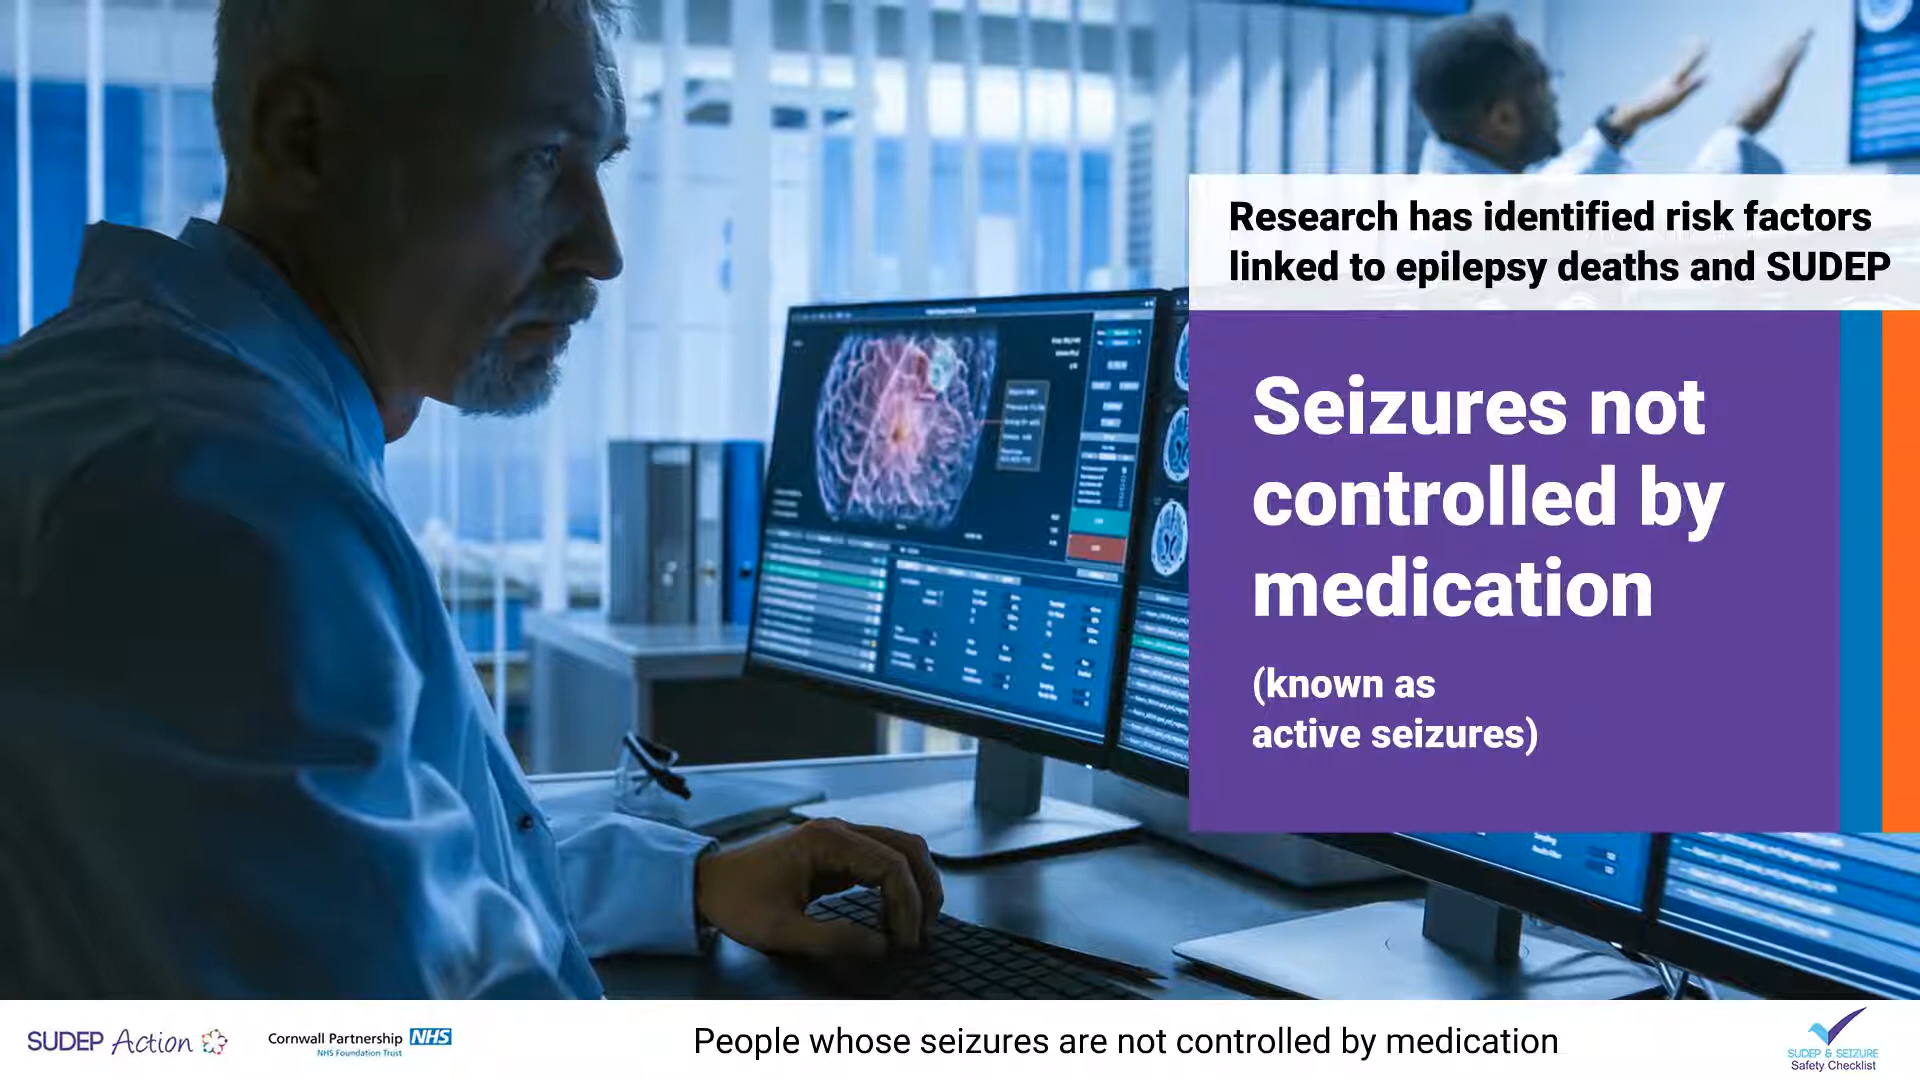 Research has identified risk factors
linked to epilepsy deaths and SUDEP
Seizures not
controlled by
medication
(known as
active seizures)
SUDEP Action
Cornwall Partnership NHS
NHS Foundation Trust
People whose seizures are not controlled by medication
SUDEP & SEIZURE
Safety Checklist